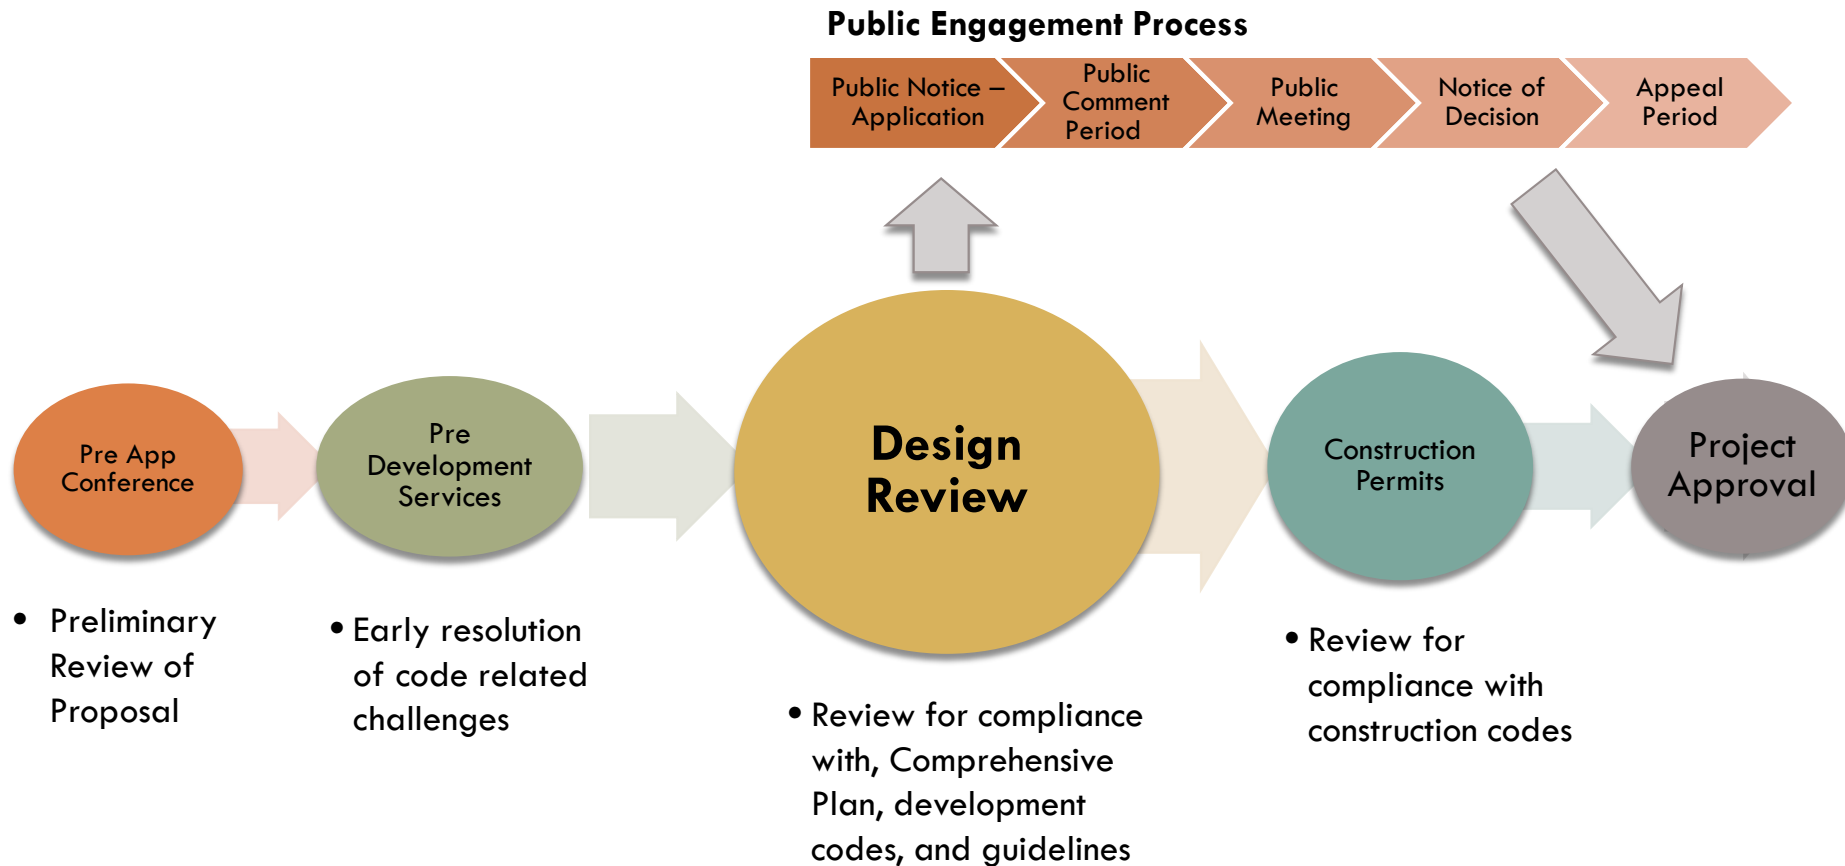 Public Engagement Process
Public Notice –
Application
Public
Comment
Period
Public
Meeting
Notice of
Decision
Appeal
Period
Pre App
Conference
Pre
Development
Services
Design
Review
Construction
Permits
Project
Approval
• Preliminary
Review of
Proposal
• Early resolution
of code related
challenges
• Review for compliance
with, Comprehensive
Plan, development
codes, and guidelines
• Review for
compliance with
construction codes